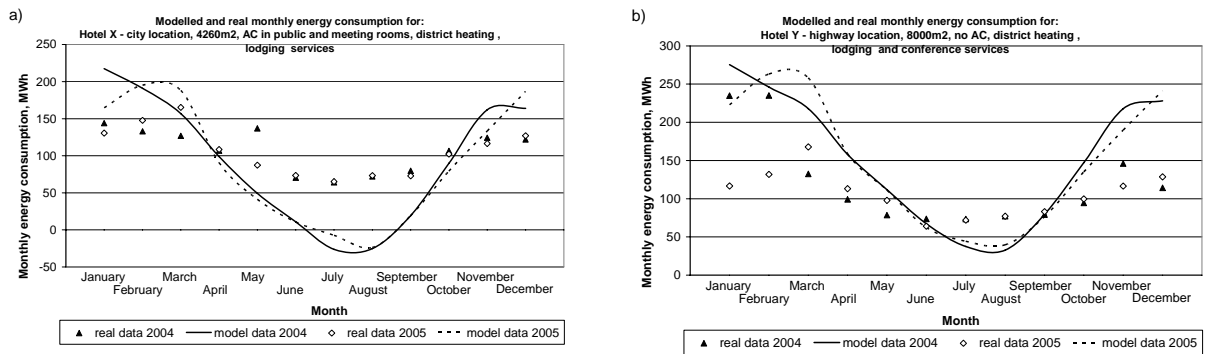 a)
Modelled and real monthly energy consumption for:
Hotel X - city location, 4260m2, AC in public and meeting rooms, district heating ,
lodging services
Monthly energy consumption, MWh
250
200
150
100
50
0
-50
January
February
March
April
May
June
July
August
September
October
November
December
Month
real data 2004
model data 2004
real data 2005
model data 2005
b)
Modelled and real monthly energy consumption for:
Hotel Y - highway location, 8000m2, no AC, district heating ,
lodging and conference services
Monthly energy consumption, MWh
300
250
200
150
100
50
0
January
February
March
April
May
June
July
August
September
October
November
December
Month
real data 2004
model data 2004
real data 2005
model data 2005